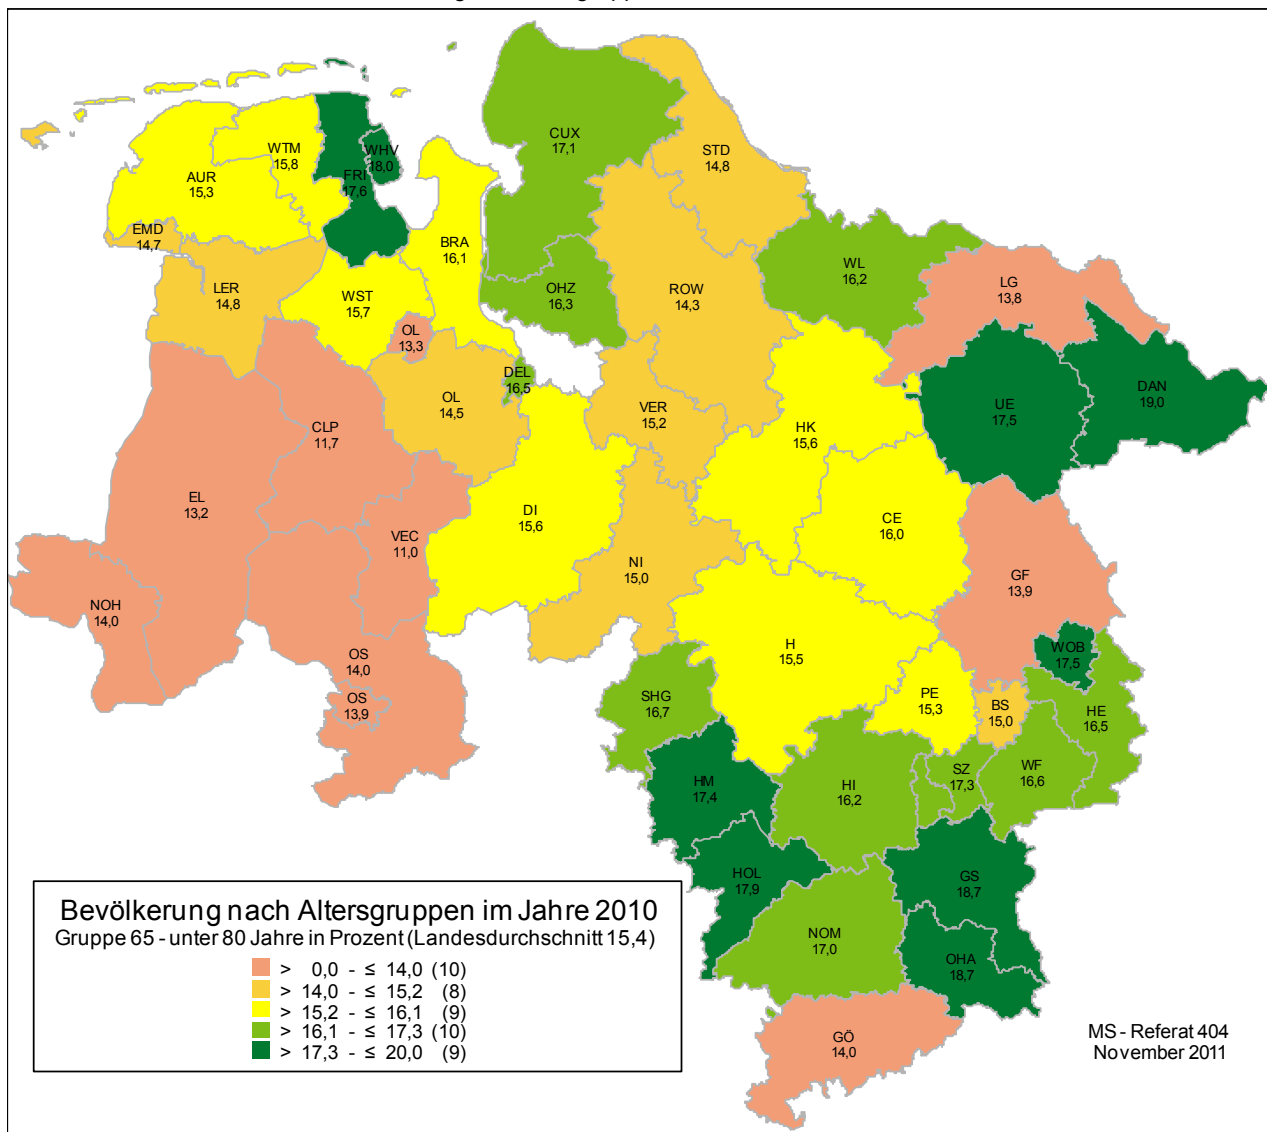 CUX
17,1
STD
14,8
WTM
15,8
WHV
18,0
AUR
15,3
FRI
17,6
EMD
14,7
BRA
16,1
WL
16,2
LER
14,8
WST
15,7
OHZ
16,3
ROW
14,3
LG
13,8
OL
13,3
DEL
16,5
OL
14,5
VER
15,2
DAN
19,0
UE
17,5
CLP
11,7
HK
15,6
EL
13,2
DI
15,6
CE
16,0
VEC
11,0
NI
15,0
GF
13,9
NOH
14,0
H
15,5
WOB
17,5
OS
14,0
OS
13,9
SHG
16,7
PE
15,3
BS
15,0
HE
16,5
SZ
17,3
WF
16,6
HM
17,4
HI
16,2
HOL
17,9
GS
18,7
NOM
17,0
OHA
18,7
GÖ
14,0
Bevölkerung nach Altersgruppen im Jahre 2010
Gruppe 65 - unter 80 Jahre in Prozent (Landesdurchschnitt 15,4)
> 0,0 - ≤ 14,0 (10)
> 14,0 - ≤ 15,2 (8)
> 15,2 - ≤ 16,1 (9)
> 16,1 - ≤ 17,3 (10)
> 17,3 - ≤ 20,0 (9)
MS - Referat 404
November 2011